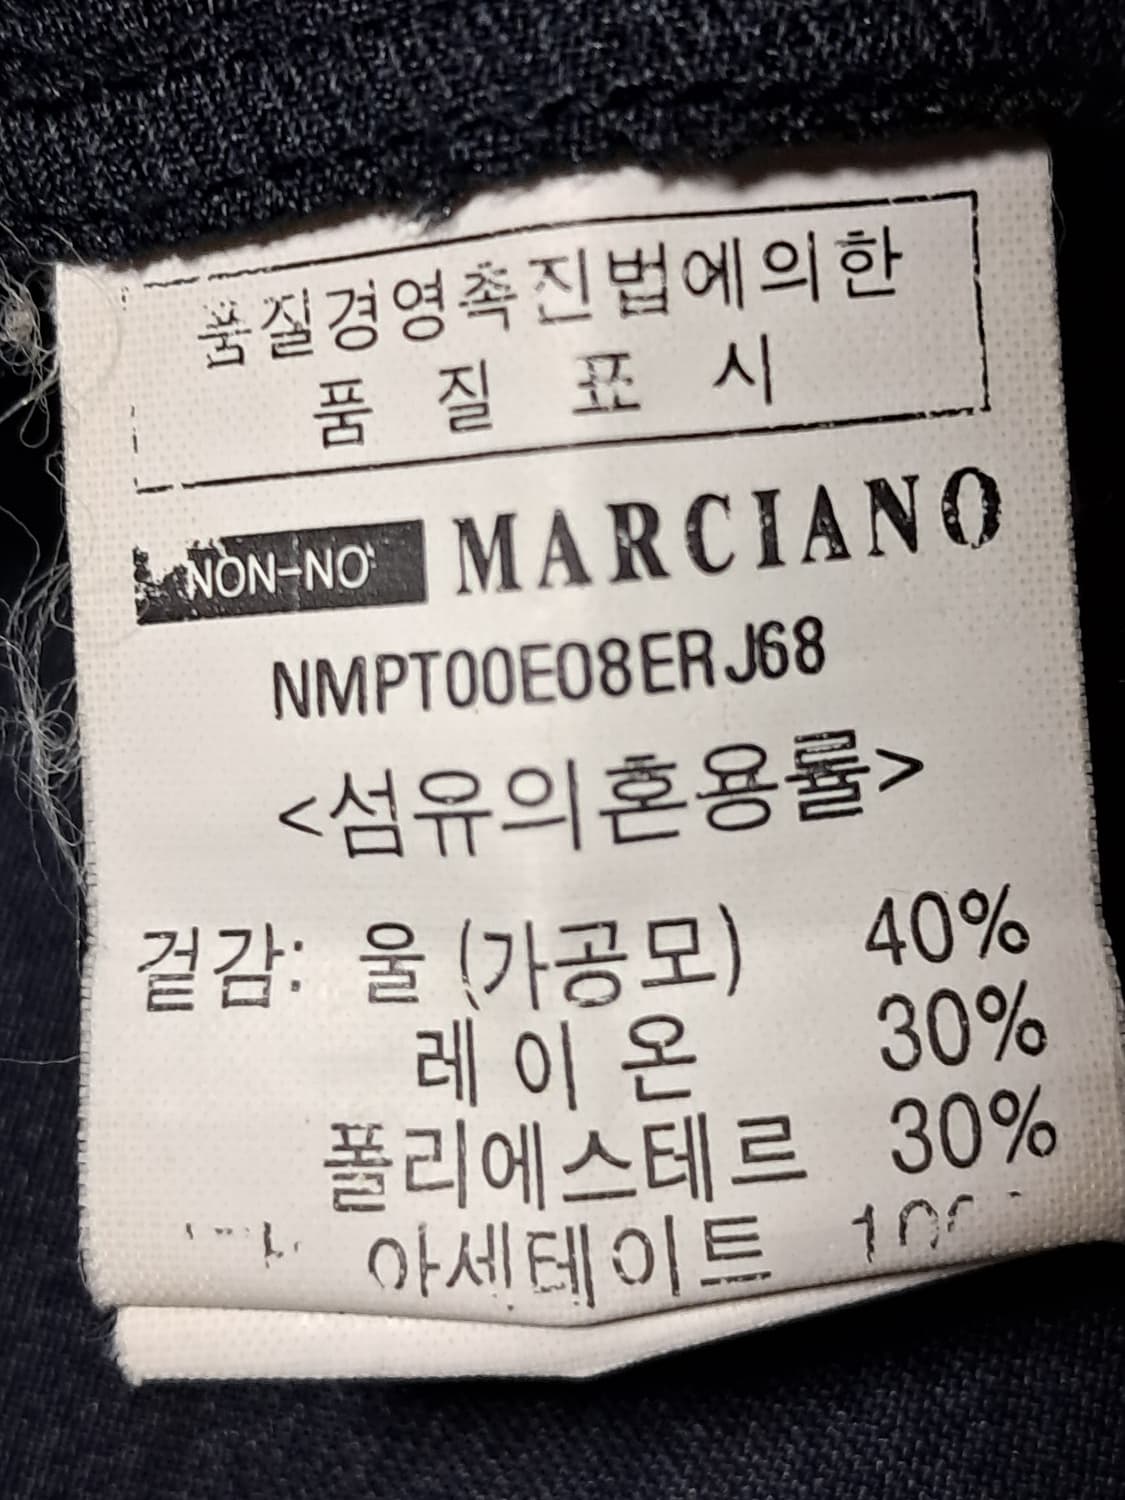 품질경영촉진법에의한
품 질 표 시
NON-NO MARCIANO
NMPT00E08ERJ68
<섬유의혼용률>
겉감: 울 (가공모) 40%
레 이 온 30%
폴리에스테르 30%
아세테이트